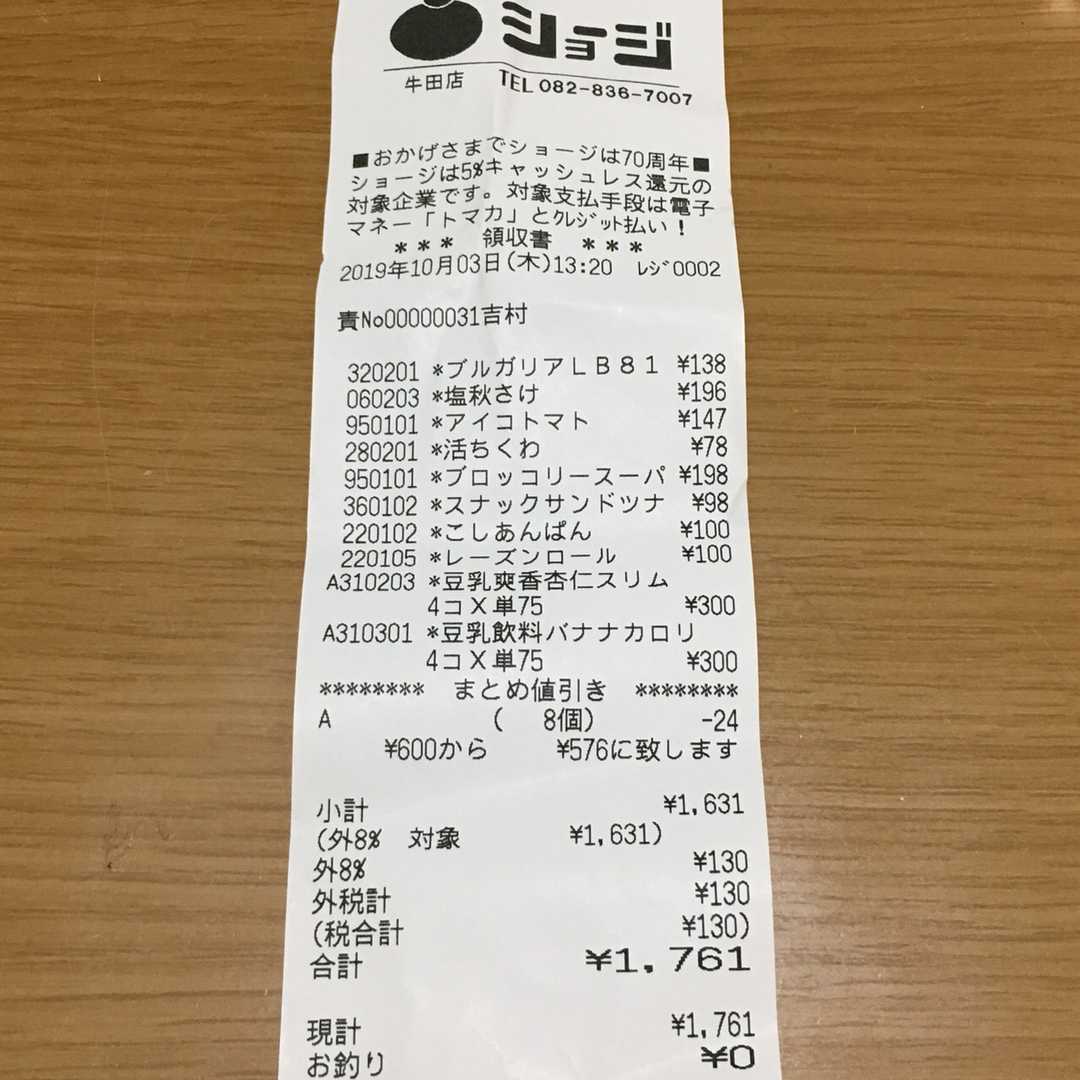 ショージ
牛田店 TEL 082-836-7007
■おかげさまでショージは70周年■
ショージは5%キャッシュレス還元の
対象企業です。対象支払手段は電子
マネー「トマカ」とｸﾚｼﾞｯﾄ払い！
＊＊＊ 領収書 ＊＊＊
2019年10月03日(木)13:20 ﾚｼﾞ0002
責No00000031吉村
320201 *ブルガリアＬＢ８１ ¥138
060203 *塩秋さけ ¥196
950101 *アイコトマト ¥147
280201 *活ちくわ ¥78
950101 *ブロッコリースーパ ¥198
360102 *スナックサンドツナ ¥98
220102 *こしあんぱん ¥100
220105 *レーズンロール ¥100
A310203 *豆乳爽香杏仁スリム
4コＸ単75 ¥300
A310301 *豆乳飲料バナナカロリ
4コＸ単75 ¥300
******** まとめ値引き ********
A ( 8個) -24
¥600から ¥576に致します
小計 ¥1,631
(外8% 対象 ¥1,631)
外8% ¥130
外税計 ¥130
(税合計 ¥130)
合計 ¥1,761
現計 ¥1,761
お釣り ¥0